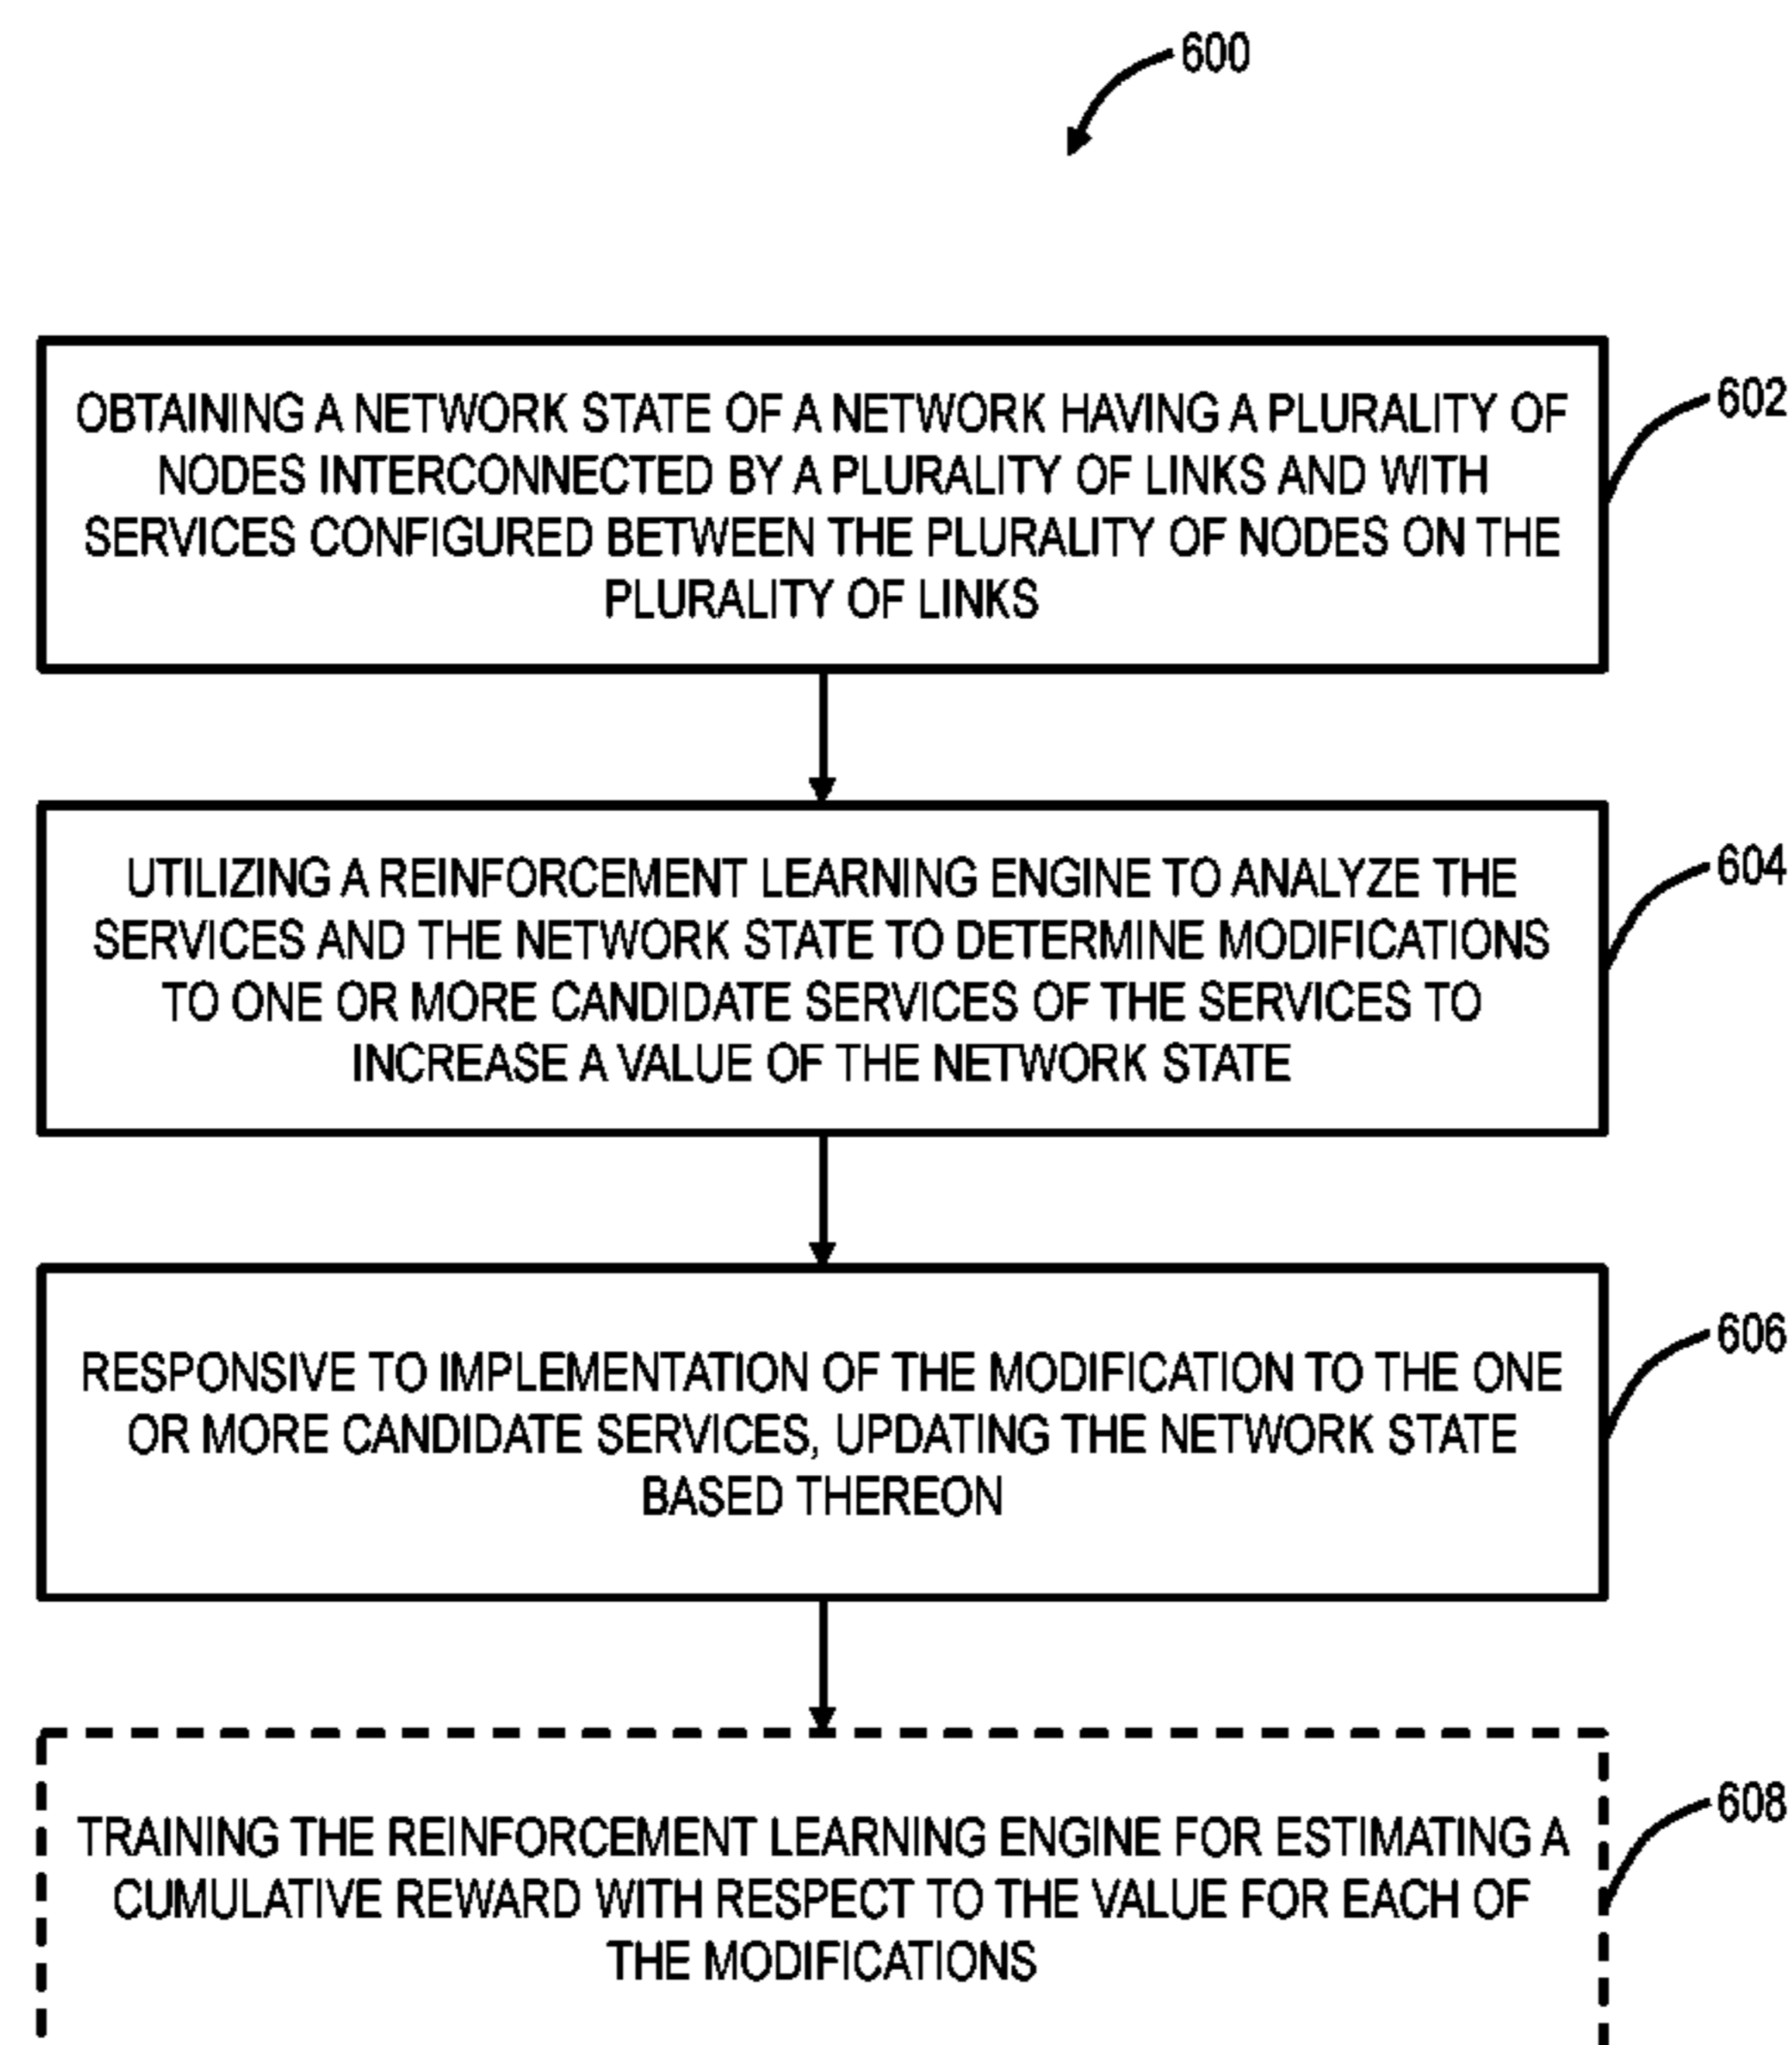 600
OBTAINING A NETWORK STATE OF A NETWORK HAVING A PLURALITY OF
NODES INTERCONNECTED BY A PLURALITY OF LINKS AND WITH
SERVICES CONFIGURED BETWEEN THE PLURALITY OF NODES ON THE
PLURALITY OF LINKS
602
UTILIZING A REINFORCEMENT LEARNING ENGINE TO ANALYZE THE
SERVICES AND THE NETWORK STATE TO DETERMINE MODIFICATIONS
TO ONE OR MORE CANDIDATE SERVICES OF THE SERVICES TO
INCREASE A VALUE OF THE NETWORK STATE
604
RESPONSIVE TO IMPLEMENTATION OF THE MODIFICATION TO THE ONE
OR MORE CANDIDATE SERVICES, UPDATING THE NETWORK STATE
BASED THEREON
606
TRAINING THE REINFORCEMENT LEARNING ENGINE FOR ESTIMATING A
CUMULATIVE REWARD WITH RESPECT TO THE VALUE FOR EACH OF
THE MODIFICATIONS
608